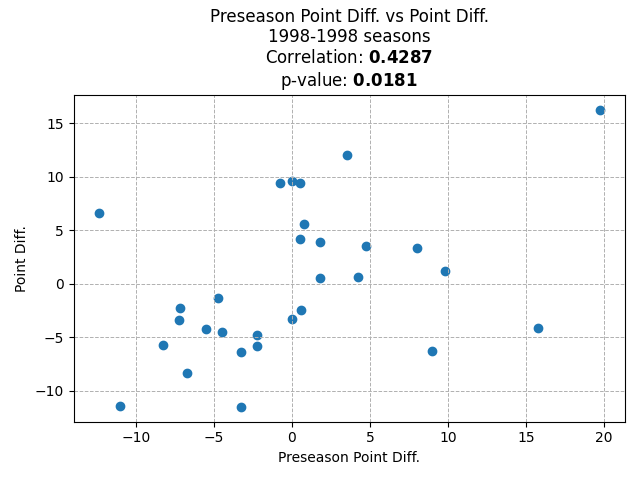 Preseason Point Diff. vs Point Diff.
1998-1998 seasons
Correlation: 0.4287
p-value: 0.0181
15
10
5
0
−5
−10
Point Diff.
−10 −5 0 5 10 15 20
Preseason Point Diff.